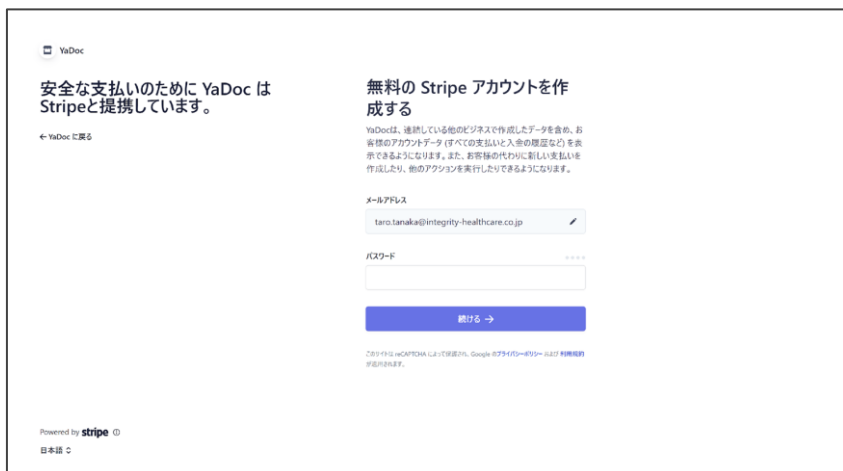 YaDoc
安全な支払いのために YaDoc は
Stripeと提携しています。
← YaDoc に戻る
無料の Stripe アカウントを作
成する
YaDocは、連携している他のビジネスで作成したデータを含め、お
客様のアカウントデータ (すべての支払いと入金の履歴など) を表
示できるようになります。また、お客様の代わりに新しい支払いを
作成したり、他のアクションを実行したりできるようになります。
メールアドレス
taro.tanaka@integrity-healthcare.co.jp
パスワード
続ける →
このサイトは reCAPTCHA によって保護され、Google のプライバシーポリシー および 利用規約
が適用されます。
Powered by stripe
日本語